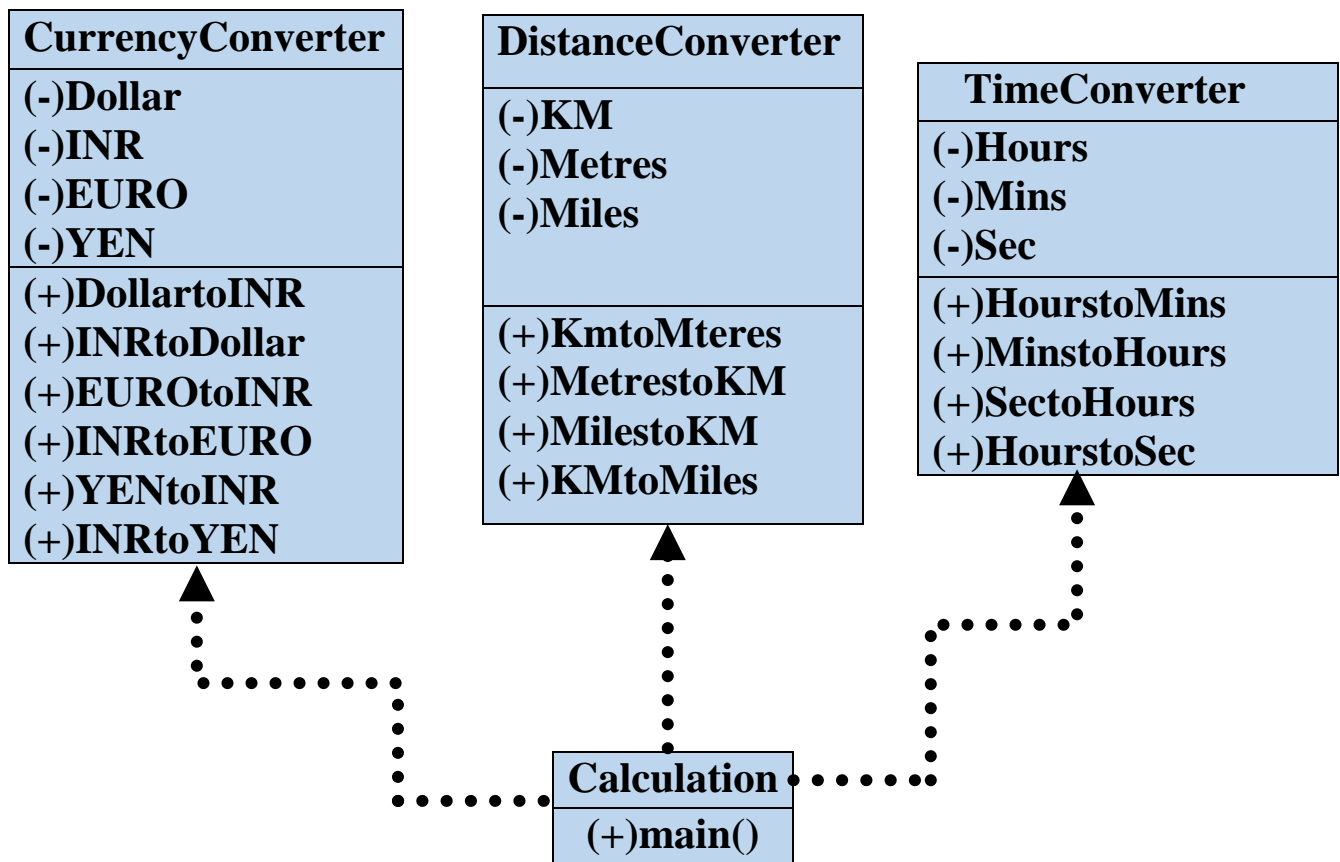 CurrencyConverter
(-)Dollar
(-)INR
(-)EURO
(-)YEN
(+)DollartoINR
(+)INRtoDollar
(+)EUROtoINR
(+)INRtoEURO
(+)YENtoINR
(+)INRtoYEN
DistanceConverter
(-)KM
(-)Metres
(-)Miles
(+)KmtoMteres
(+)MetrestoKM
(+)MilestoKM
(+)KMtoMiles
TimeConverter
(-)Hours
(-)Mins
(-)Sec
(+)HourstoMins
(+)MinstoHours
(+)SectoHours
(+)HourstoSec
Calculation
(+)main()